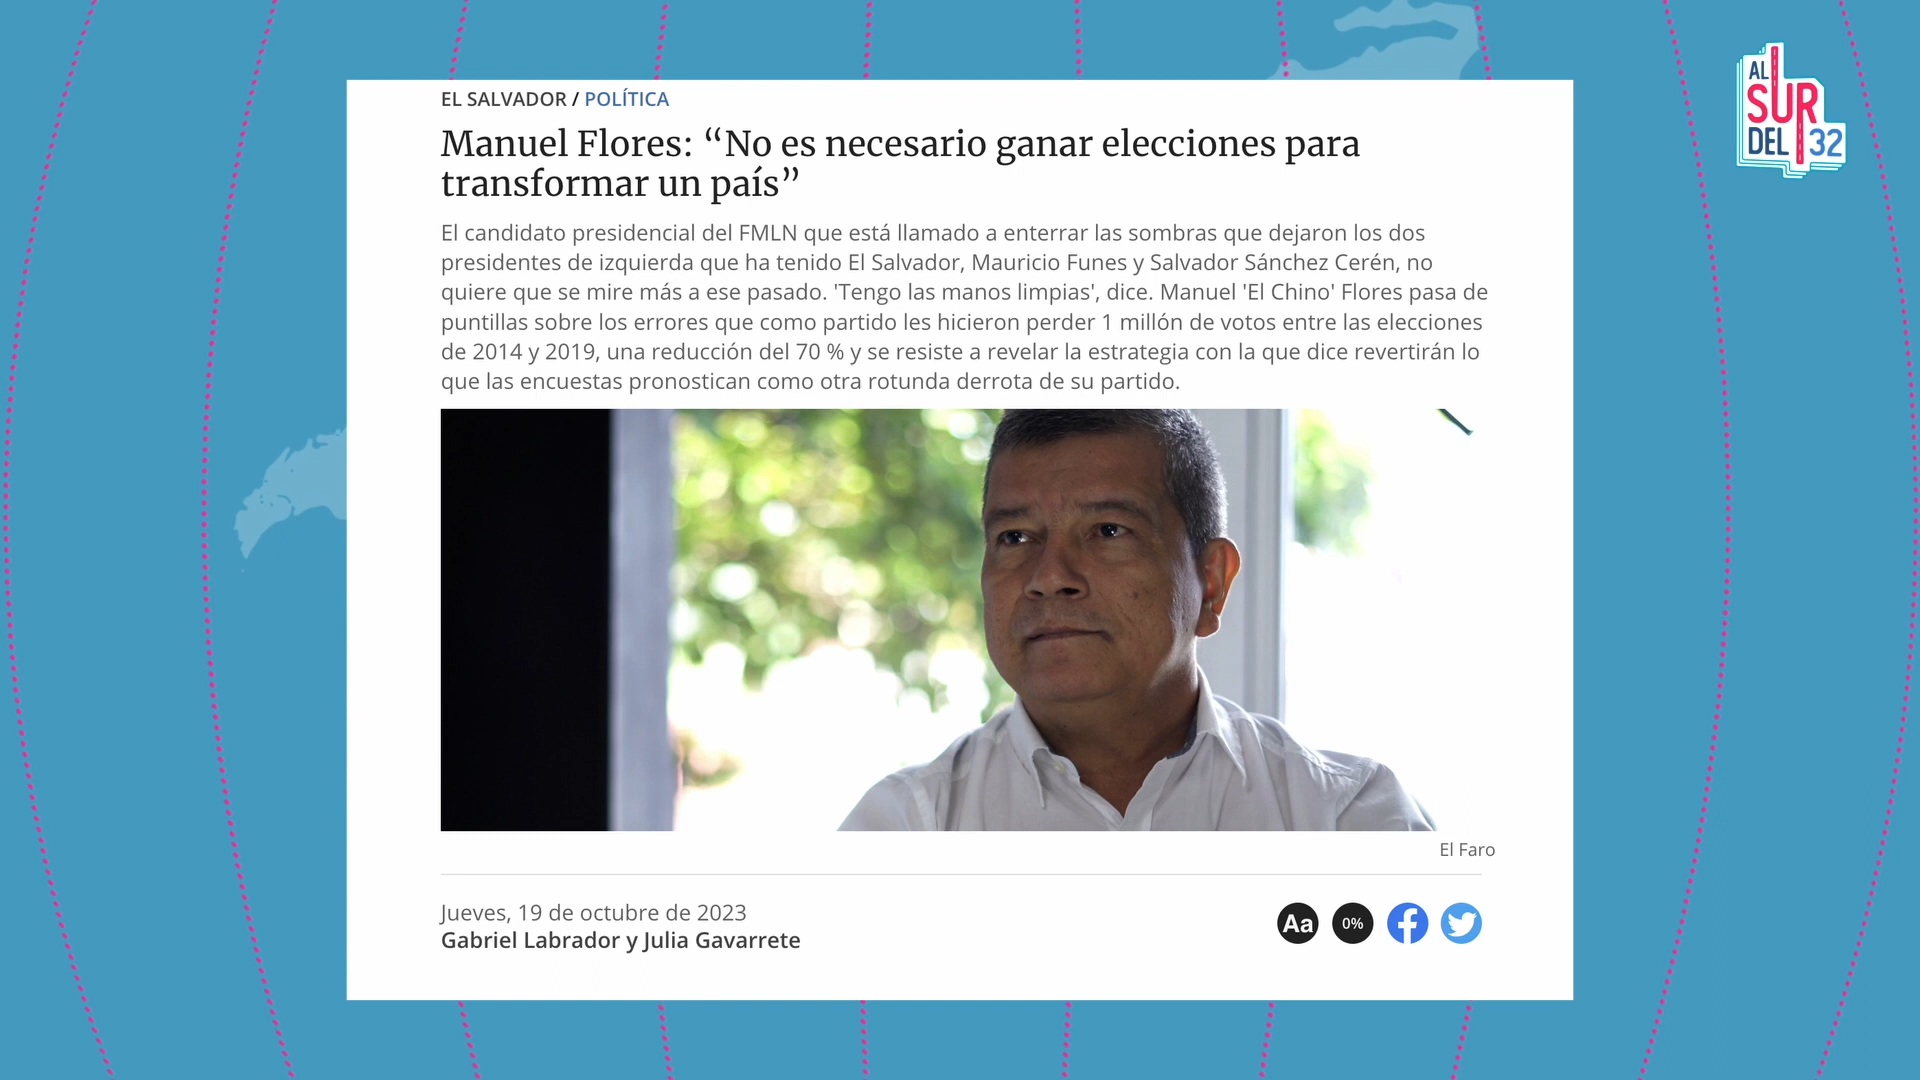 EL SALVADOR / POLÍTICA
Manuel Flores: “No es necesario ganar elecciones para
transformar un país”
El candidato presidencial del FMLN que está llamado a enterrar las sombras que dejaron los dos
presidentes de izquierda que ha tenido El Salvador, Mauricio Funes y Salvador Sánchez Cerén, no
quiere que se mire más a ese pasado. 'Tengo las manos limpias', dice. Manuel 'El Chino' Flores pasa de
puntillas sobre los errores que como partido les hicieron perder 1 millón de votos entre las elecciones
de 2014 y 2019, una reducción del 70 % y se resiste a revelar la estrategia con la que dice revertirán lo
que las encuestas pronostican como otra rotunda derrota de su partido.
El Faro
Jueves, 19 de octubre de 2023
Gabriel Labrador y Julia Gavarrete
Aa
0%
AL
SUR
DEL 32